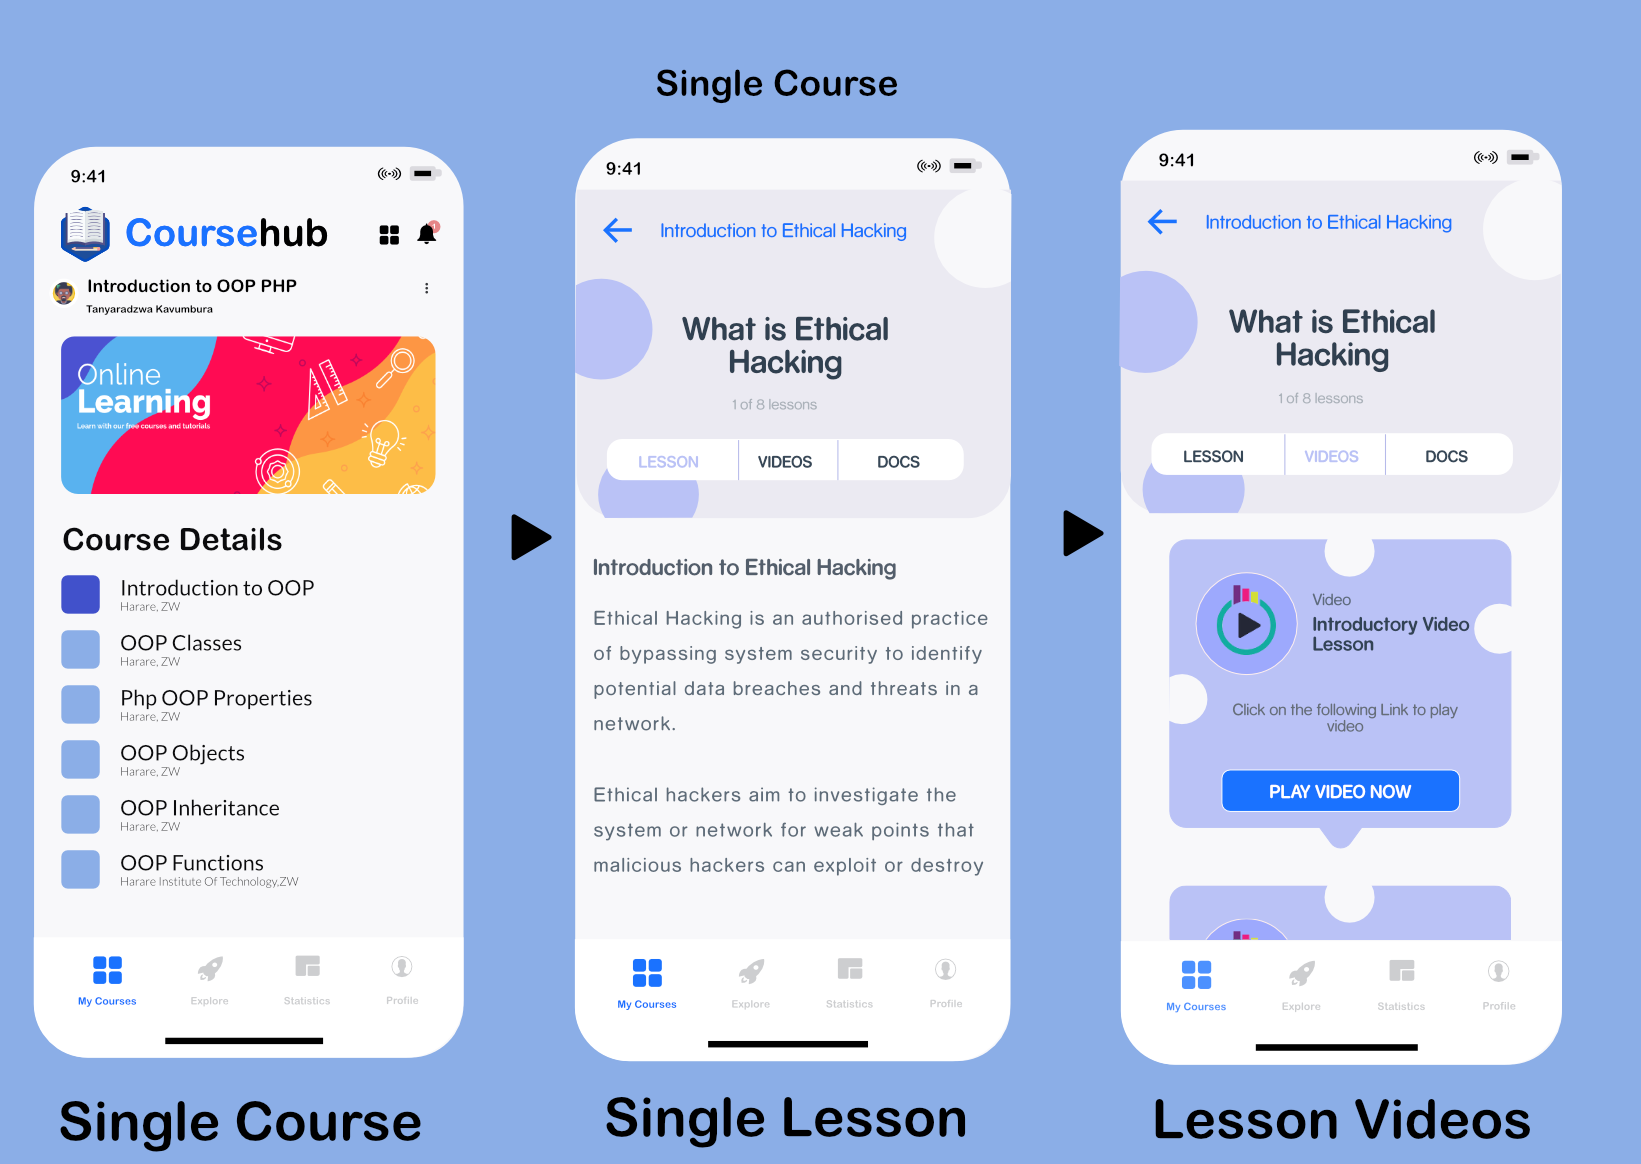 Single Course
9:41
Coursehub
1
Introduction to OOP PHP
Tanyaradzwa Kavumbura
Online
Learning
Learn with our free courses and tutorials
Course Details
Introduction to OOP
Harare, ZW
OOP Classes
Harare, ZW
Php OOP Properties
Harare, ZW
OOP Objects
Harare, ZW
OOP Inheritance
Harare, ZW
OOP Functions
Harare Institute Of Technology,ZW
My Courses Explore Statistics Profile
Single Course
9:41
Introduction to Ethical Hacking
What is Ethical
Hacking
1 of 8 lessons
LESSON VIDEOS DOCS
Introduction to Ethical Hacking
Ethical Hacking is an authorised practice
of bypassing system security to identify
potential data breaches and threats in a
network.
Ethical hackers aim to investigate the
system or network for weak points that
malicious hackers can exploit or destroy
My Courses Explore Statistics Profile
Single Lesson
9:41
Introduction to Ethical Hacking
What is Ethical
Hacking
1 of 8 lessons
LESSON VIDEOS DOCS
Video
Introductory Video
Lesson
Click on the following Link to play
video
PLAY VIDEO NOW
My Courses Explore Statistics Profile
Lesson Videos